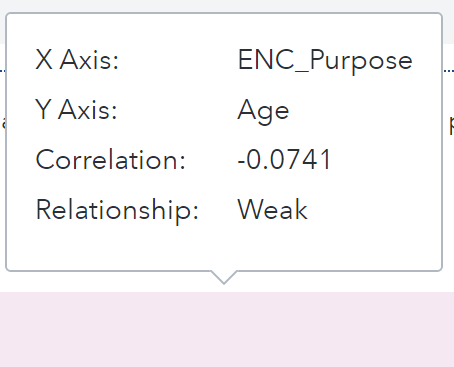 X Axis: ENC_Purpose
Y Axis: Age
Correlation: -0.0741
Relationship: Weak